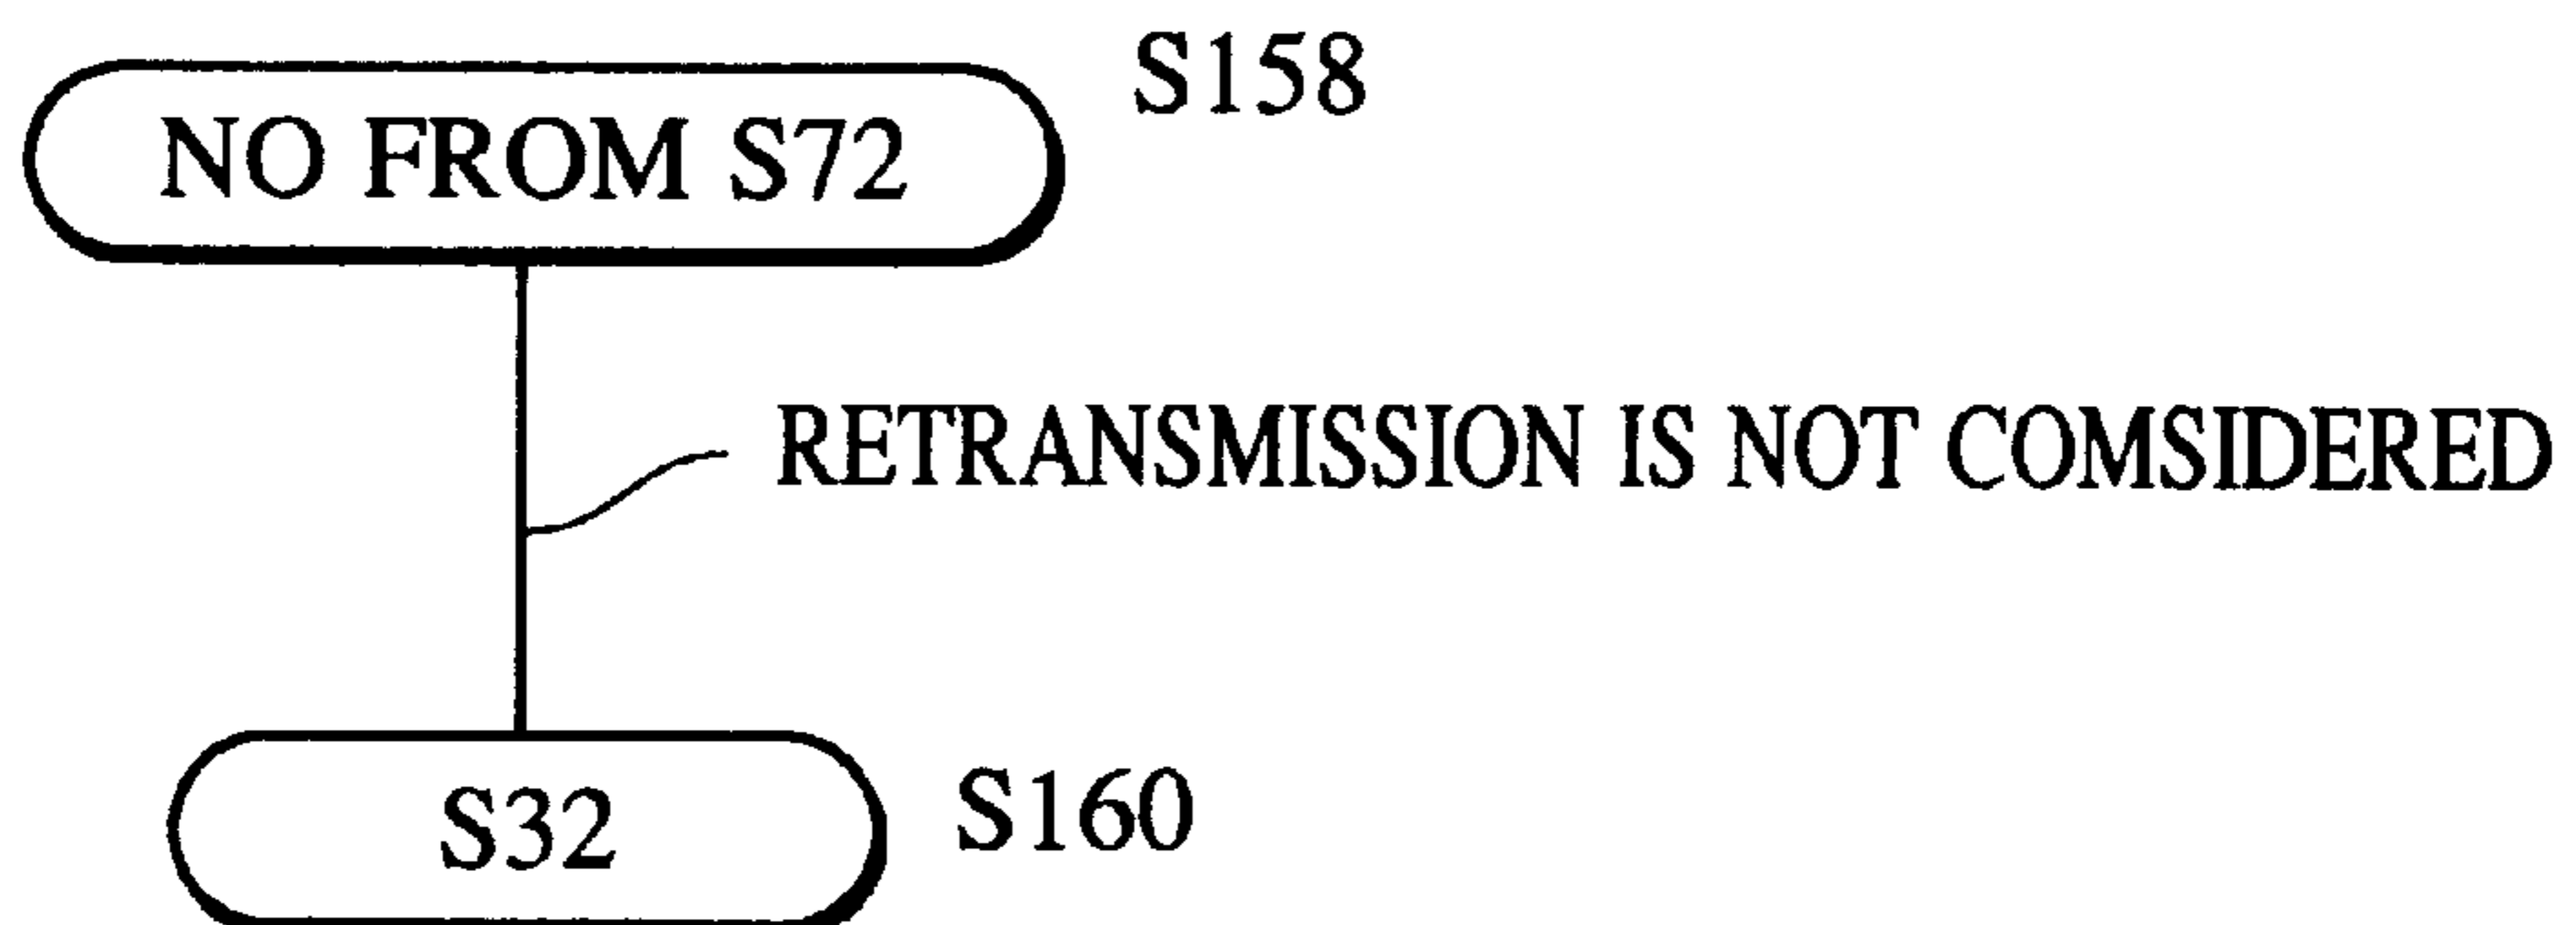 S158
NO FROM S72
RETRANSMISSION IS NOT COMSIDERED
S32
S160